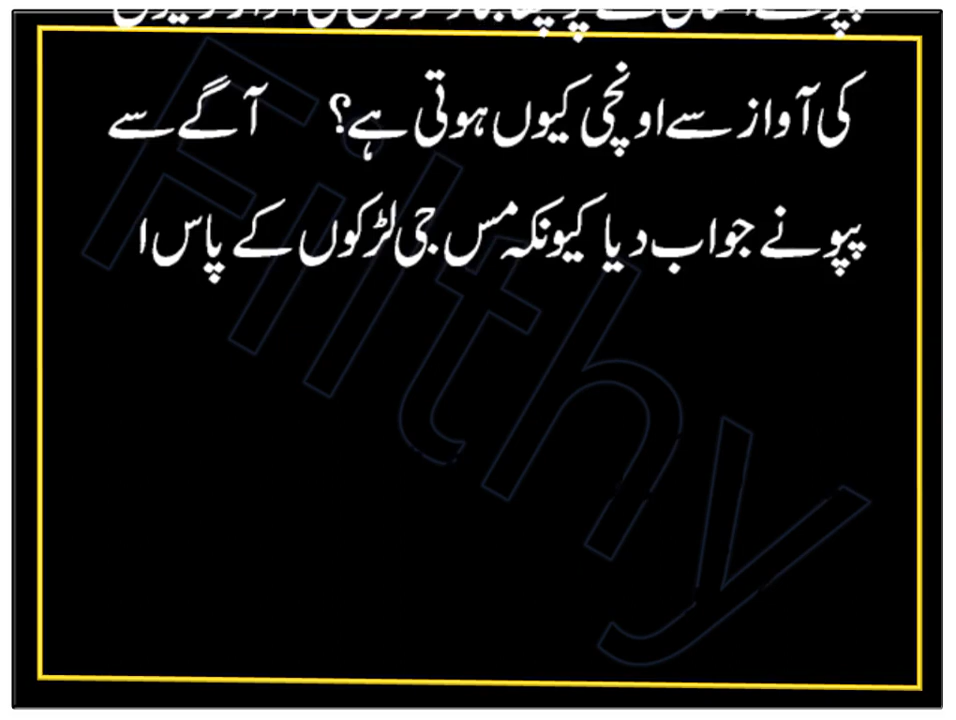 کی آواز سے اونچی کیوں ہوتی ہے؟ آگے سے
پپو نے جواب دیا کیونکہ مس جی لڑکوں کے پاس ا
Filthy